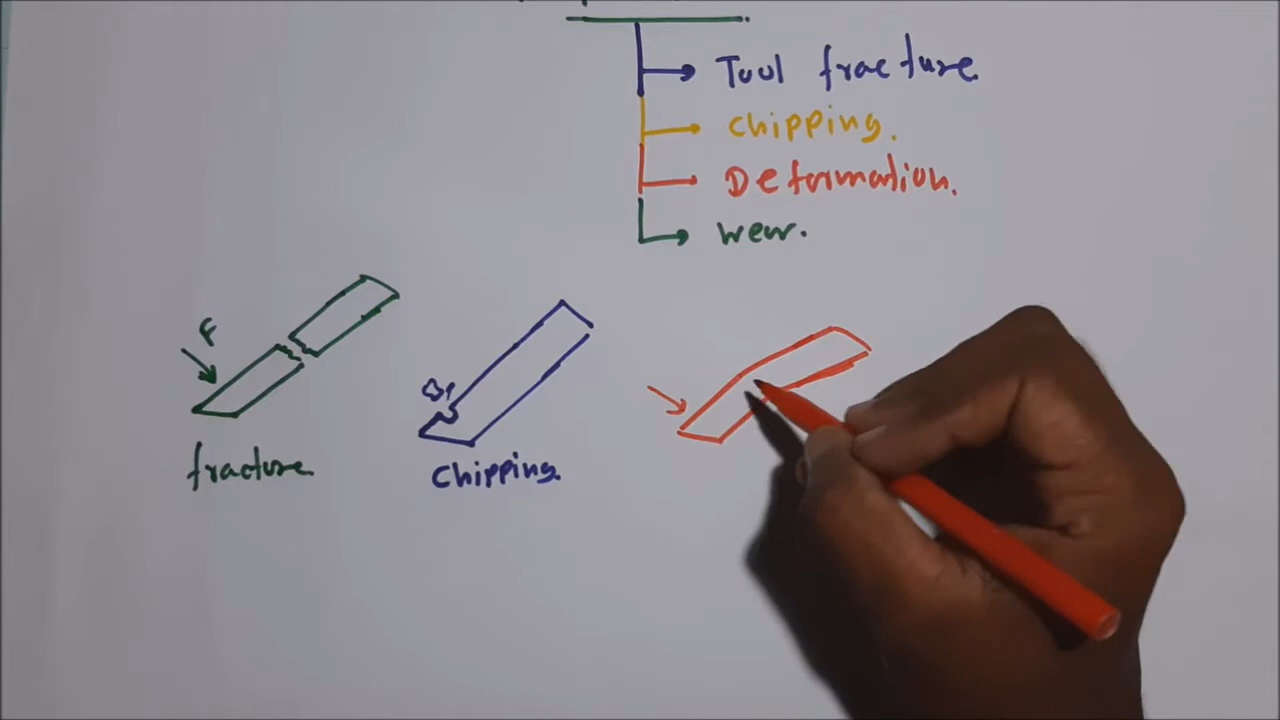 Tool fracture.
Chipping.
Deformation.
wear.
F
fracture.
Chipping.